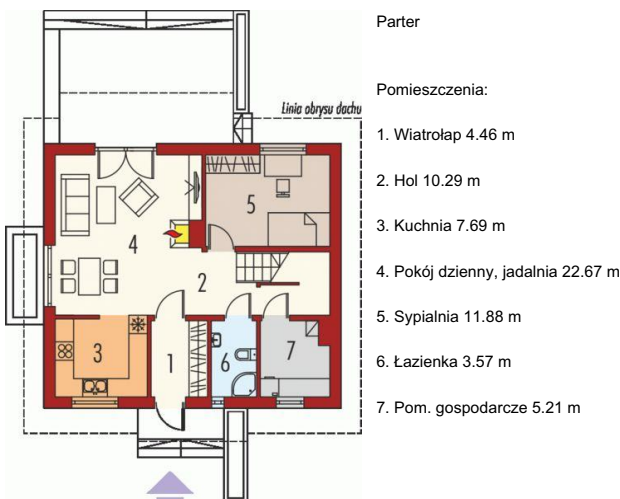 Parter
Pomieszczenia:
1. Wiatrołap 4.46 m
2. Hol 10.29 m
3. Kuchnia 7.69 m
4. Pokój dzienny, jadalnia 22.67 m
5. Sypialnia 11.88 m
6. Łazienka 3.57 m
7. Pom. gospodarcze 5.21 m
Linia obrysu dachu
5
4
2
3
1
6
7